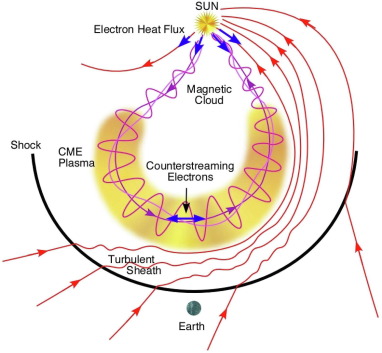 SUN
Electron Heat Flux
Magnetic
Cloud
Shock
CME
Plasma
Counterstreaming
Electrons
Turbulent
Sheath
Earth